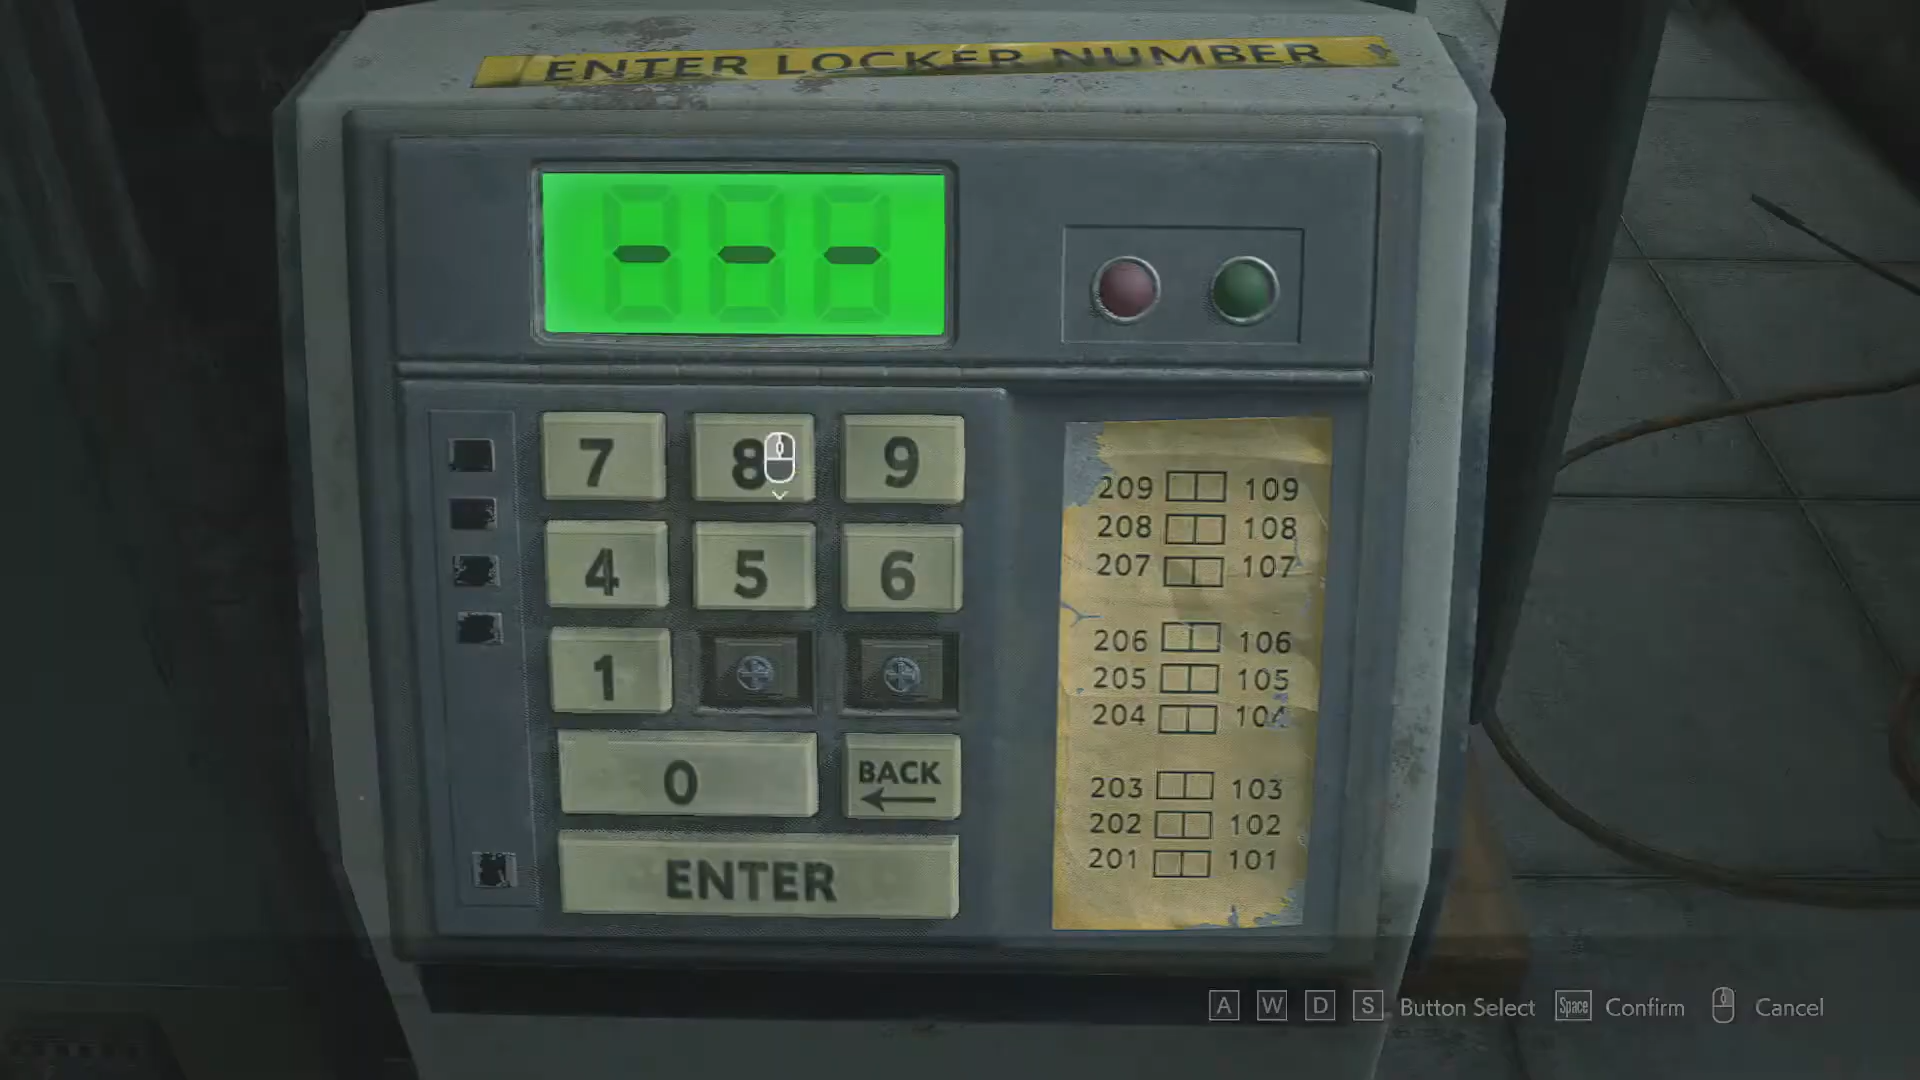 ENTER LOCKER NUMBER
- - -
7 8 9
4 5 6
1
0 BACK
ENTER
209 109
208 108
207 107
206 106
205 105
204 104
203 103
202 102
201 101
A W D S Button Select Space Confirm Cancel